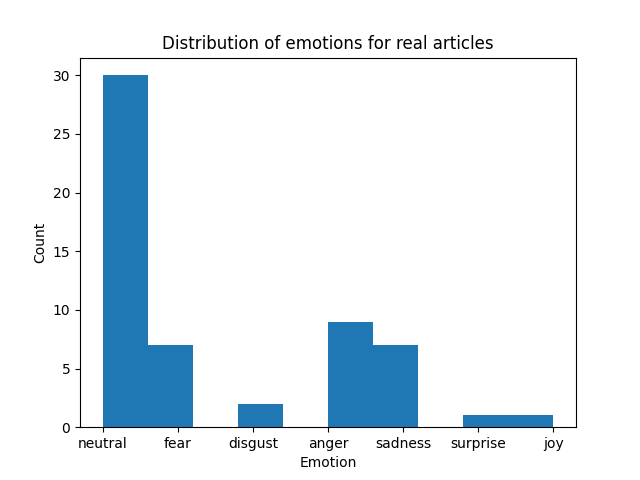 Distribution of emotions for real articles
30
25
20
15
10
5
0
Count
neutral fear disgust anger sadness surprise joy
Emotion